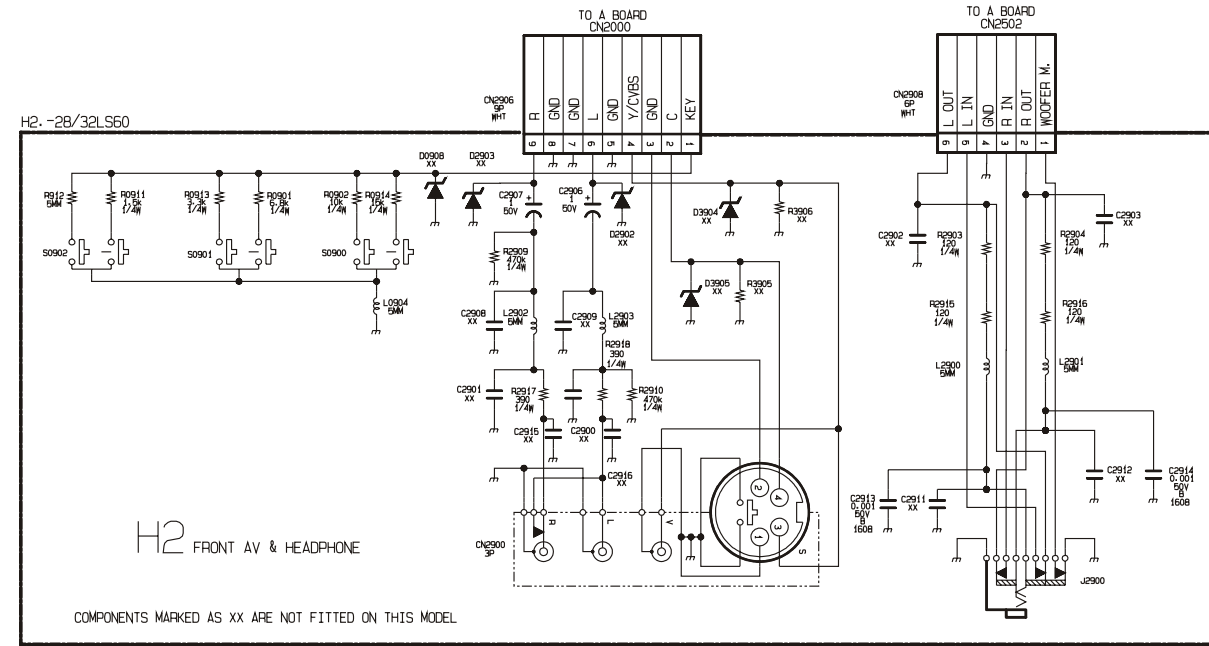 TO A BOARD
CN2000
TO A BOARD
CN2502
CN2906
9P
WHT
R
GND
GND
L
GND
Y/CVBS
GND
C
KEY
9
8
7
6
5
4
3
2
1
CN2908
6P
WHT
L OUT
L IN
GND
R IN
R OUT
WOOFER M.
6
5
4
3
2
1
H2.-28/32LS60
D0908
XX
D2903
XX
R912
5MM
R0911
1.5k
1/4W
R0913
3.3k
1/4W
R0901
6.8k
1/4W
R0902
10k
1/4W
R0914
15k
1/4W
C2907
1
50V
C2906
1
50V
D2902
XX
D3904
XX
R3906
XX
C2902
XX
R2903
120
1/4W
R2904
120
1/4W
C2903
XX
S0902
S0901
S0900
R2909
470k
1/4W
D3905
XX
R3905
XX
L0904
5MM
C2908
XX
L2902
5MM
C2909
XX
L2903
5MM
R2915
120
1/4W
R2916
120
1/4W
R2918
390
1/4W
L2900
5MM
L2901
5MM
C2901
XX
R2917
390
1/4W
R2910
470k
1/4W
C2915
XX
C2900
XX
C2916
XX
C2912
XX
C2914
0.001
50V
B
1608
C2913
0.001
50V
B
1608
C2911
XX
2
4
3
1
S
R
L
V
CN2900
3P
H2 FRONT AV & HEADPHONE
J2900
COMPONENTS MARKED AS XX ARE NOT FITTED ON THIS MODEL